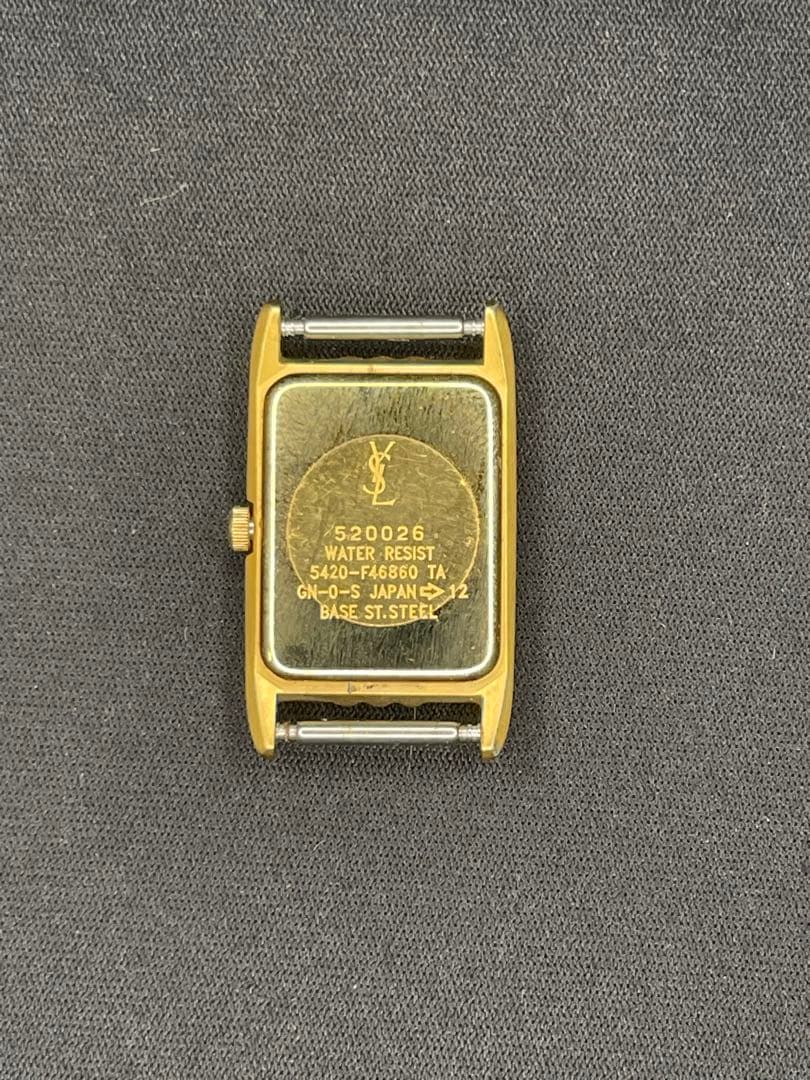 YSL
520026
WATER RESIST
5420-F46860 TA
GN-0-S JAPAN ⇨ 12
BASE ST.STEEL